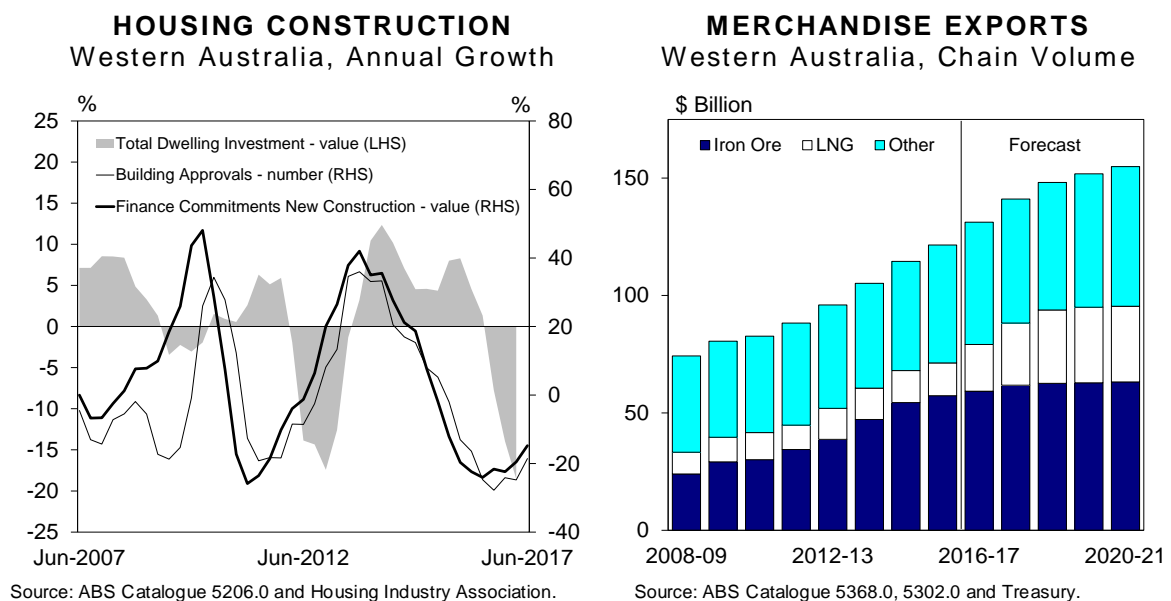 HOUSING CONSTRUCTION
Western Australia, Annual Growth
% %
25 80
20
15 60
10
5 40
0 20
-5
-10 0
-15
-20 -20
-25 -40
Total Dwelling Investment - value (LHS)
Building Approvals - number (RHS)
Finance Commitments New Construction - value (RHS)
Jun-2007 Jun-2012 Jun-2017
Source: ABS Catalogue 5206.0 and Housing Industry Association.
MERCHANDISE EXPORTS
Western Australia, Chain Volume
$ Billion
Iron Ore LNG Other Forecast
150
100
50
0
2008-09 2012-13 2016-17 2020-21
Source: ABS Catalogue 5368.0, 5302.0 and Treasury.